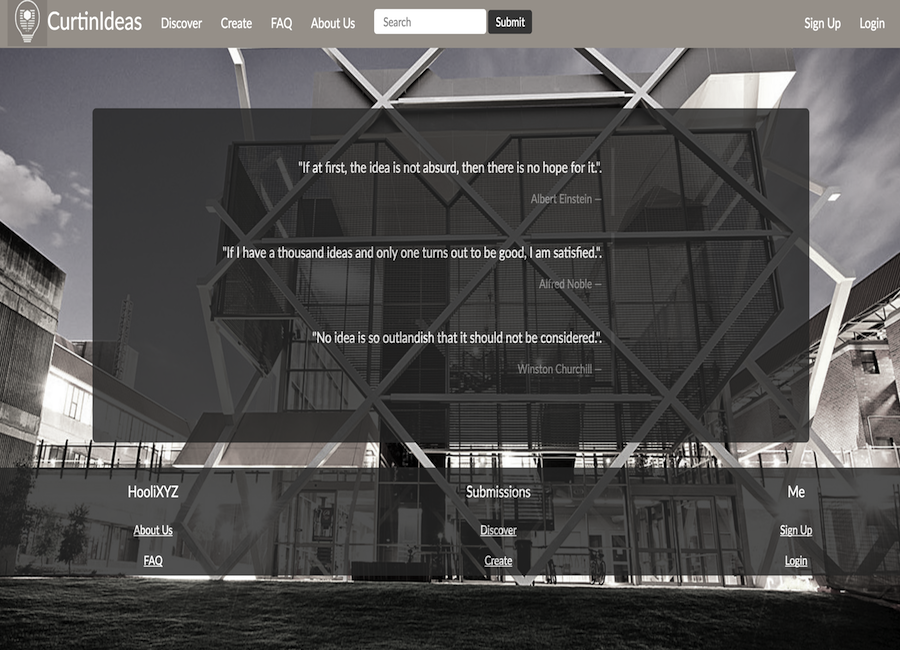 CurtinIdeas Discover Create FAQ About Us Search Submit Sign Up Login
"If at first, the idea is not absurd, then there is no hope for it.".
Albert Einstein —
"If I have a thousand ideas and only one turns out to be good, I am satisfied.".
Alfred Noble —
"No idea is so outlandish that it should not be considered.".
Winston Churchill —
HooliXYZ Submissions Me
About Us Discover Sign Up
FAQ Create Login